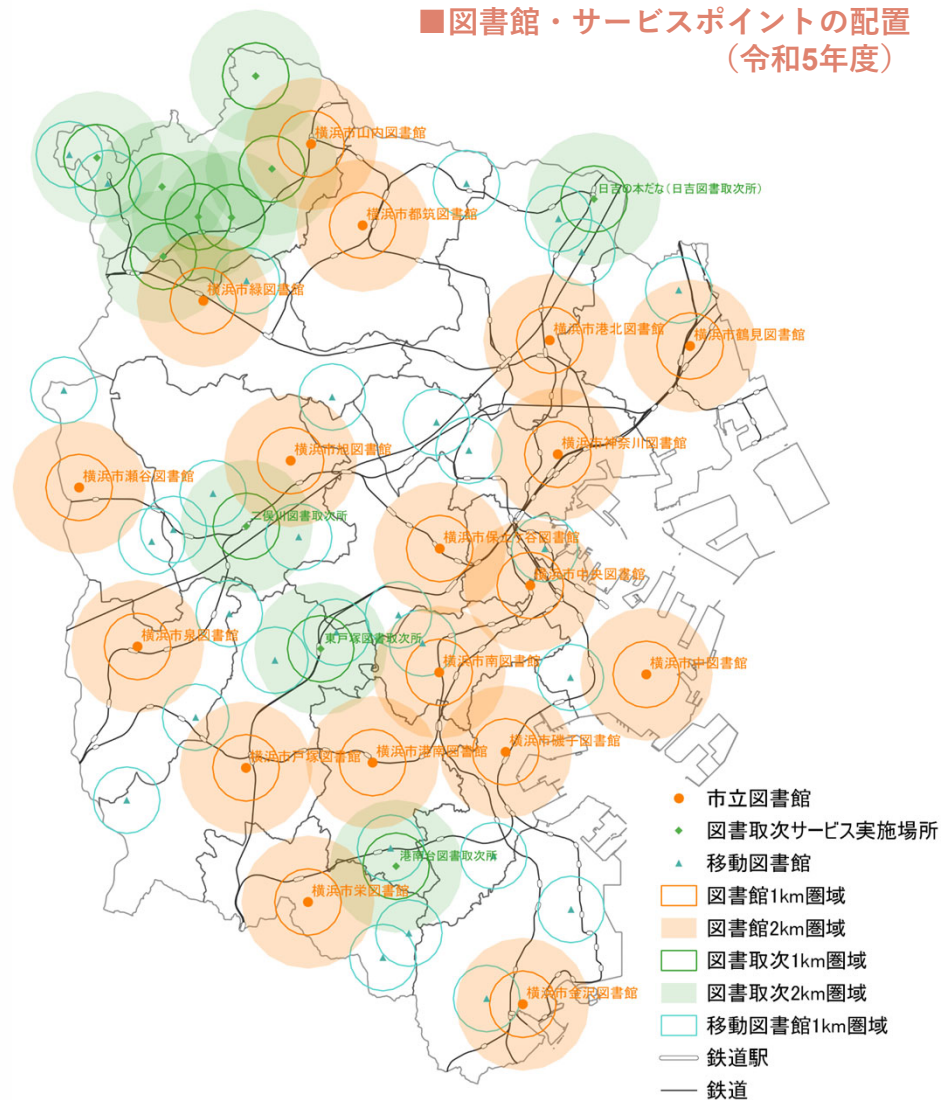 ■図書館・サービスポイントの配置
（令和5年度）
横浜市山内図書館
日吉の本だな（日吉図書取次所）
横浜市都筑図書館
横浜市緑図書館
横浜市港北図書館
横浜市鶴見図書館
横浜市神奈川図書館
横浜市旭図書館
横浜市瀬谷図書館
二俣川図書取次所
横浜市保土ケ谷図書館
横浜市中央図書館
東戸塚図書取次所
横浜市泉図書館
横浜市南図書館
横浜市中図書館
横浜市磯子図書館
横浜市港南図書館
横浜市戸塚図書館
港南台図書取次所
横浜市栄図書館
横浜市金沢図書館
市立図書館
図書取次サービス実施場所
移動図書館
図書館1km圏域
図書館2km圏域
図書取次1km圏域
図書取次2km圏域
移動図書館1km圏域
鉄道駅
鉄道